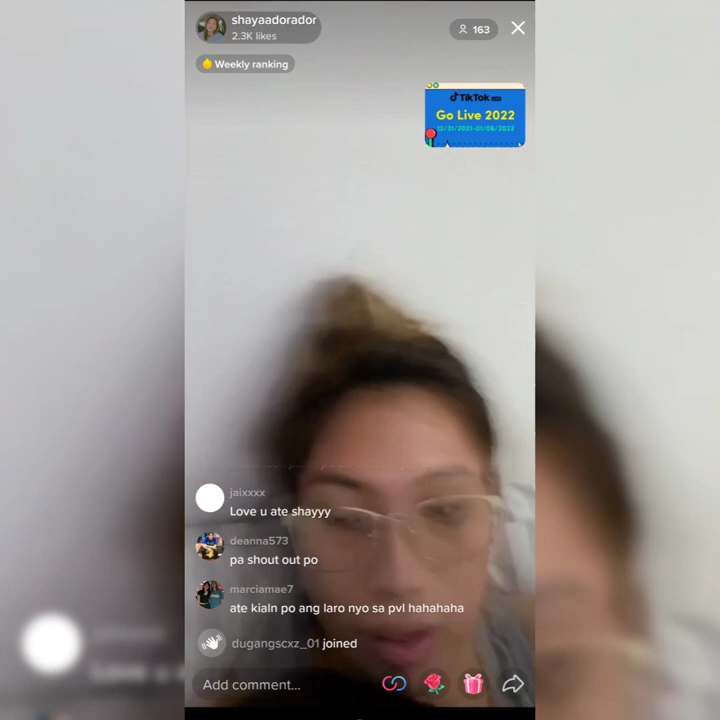 shayaadorador
2.3K likes
163
Weekly ranking
TikTok
Go Live 2022
12/31/2021-01/06/2022
jaixxxx
Love u ate shayyy
deanna573
pa shout out po
marciamae7
ate kialn po ang laro nyo sa pvl hahahaha
dugangscxz_01 joined
Add comment...